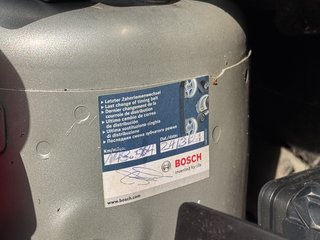 ● Letzter Zahnriemenwechsel
● Last change of timing belt
● Dernier changement de la
courroie de distribution
● Ultimo cambio de correa
de distribución
● Ultima sostituzione cinghia
di distribuzione
● Последняя смена зубчатого ремня
Km/miles:
Dat./date:
BOSCH
Invented for life
www.bosch.com